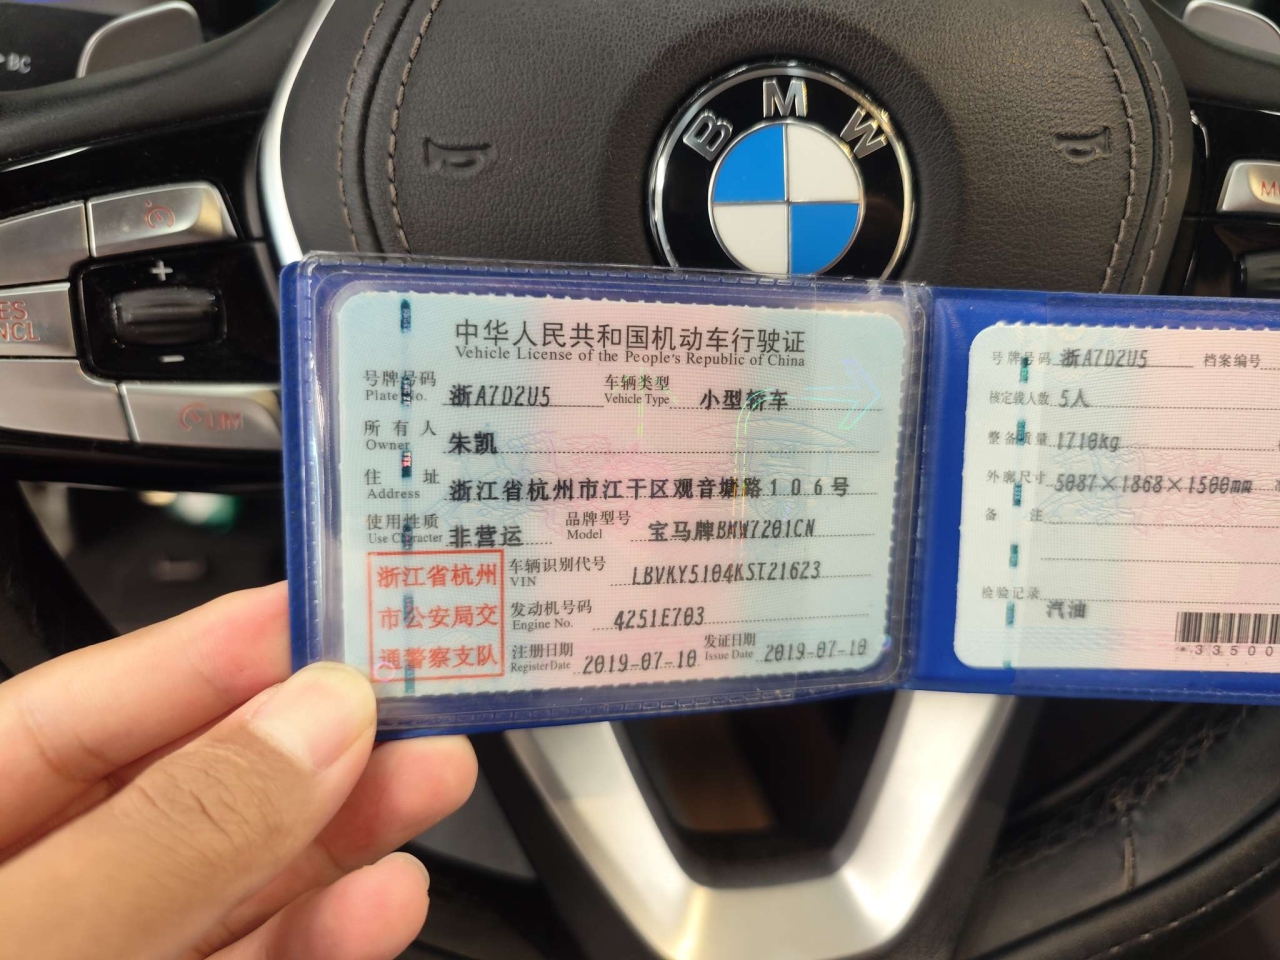 BC
BMW
+
-
ES
NCL
LIM
中华人民共和国机动车行驶证
Vehicle License of the People's Republic of China
号牌号码 浙A7D2U5 车辆类型 小型轿车
Plate No. Vehicle Type
所有人 朱凯
Owner
住址 浙江省杭州市江干区观音塘路106号
Address
使用性质 非营运 品牌型号 宝马牌BMW7201CN
Use Character Model
浙江省杭州
市公安局交
通警察支队
车辆识别代号 LBVKY5104KST21623
VIN
发动机号码 4251E703
Engine No.
注册日期 2019-07-10 发证日期 2019-07-10
Register Date Issue Date
号牌号码 浙A7D2U5 档案编号
核定载人数 5人
整备质量 1710kg
外廓尺寸 5087×1868×1500mm
备注
检验记录
汽油
*33500